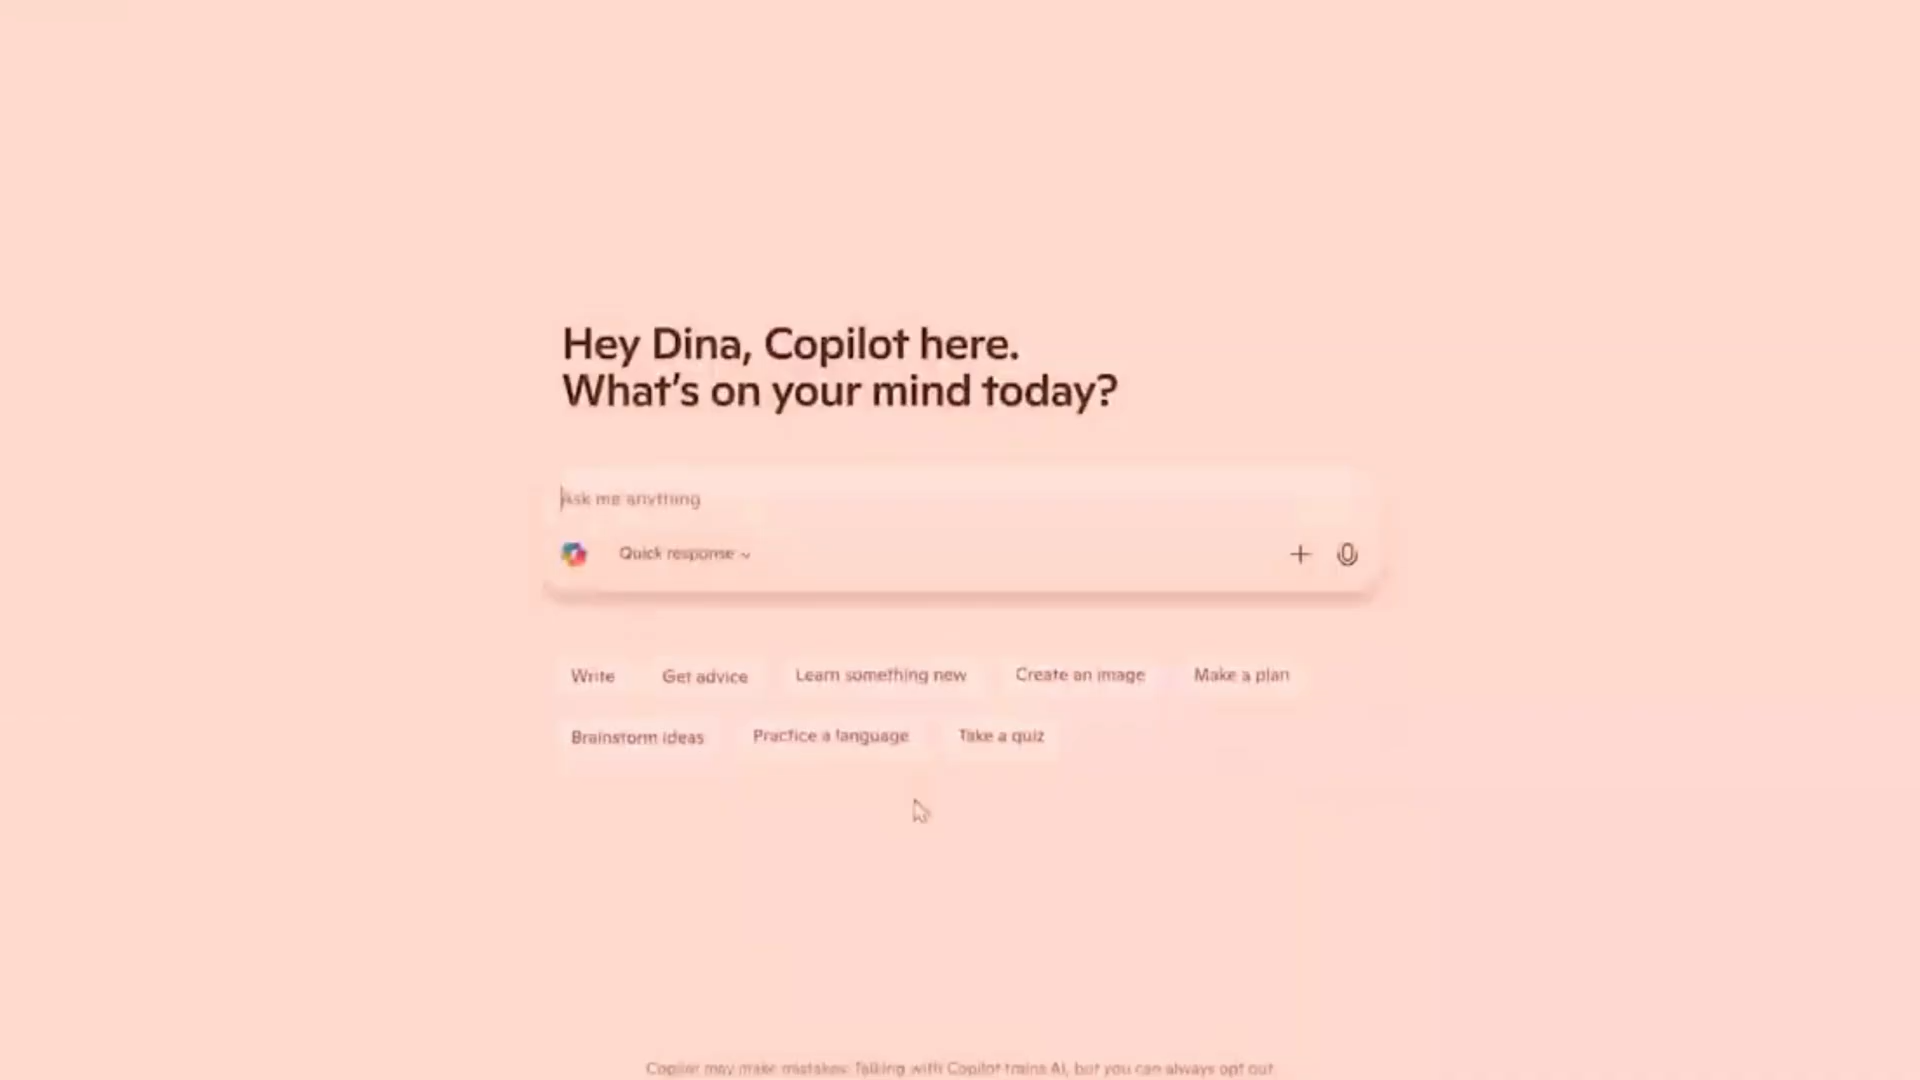 Hey Dina, Copilot here.
What's on your mind today?
Ask me anything
Quick response
Write Get advice Learn something new Create an image Make a plan
Brainstorm ideas Practice a language Take a quiz
Copilot may make mistakes. Talking with Copilot trains AI, but you can always opt out.